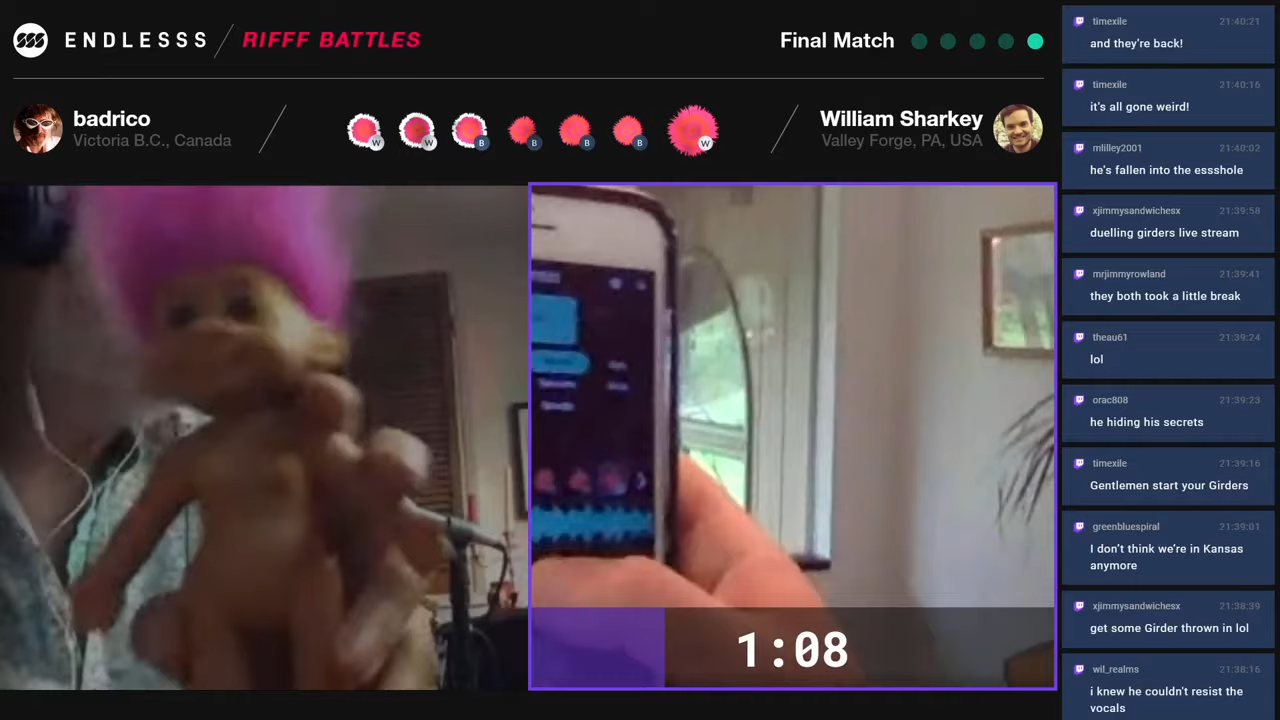 ENDLESSS / RIFFF BATTLES
Final Match
badrico
Victoria B.C., Canada
W
W
B
B
B
B
W
William Sharkey
Valley Forge, PA, USA
1:08
timexile 21:40:21
and they're back!
timexile 21:40:16
it's all gone weird!
mlilley2001 21:40:02
he's fallen into the essshole
xjimmysandwichesx 21:39:58
duelling girders live stream
mrjimmyrowland 21:39:41
they both took a little break
theau61 21:39:24
lol
orac808 21:39:23
he hiding his secrets
timexile 21:39:16
Gentlemen start your Girders
greenbluespiral 21:39:01
I don't think we're in Kansas
anymore
xjimmysandwichesx 21:38:39
get some Girder thrown in lol
wil_realms 21:38:16
i knew he couldn't resist the
vocals